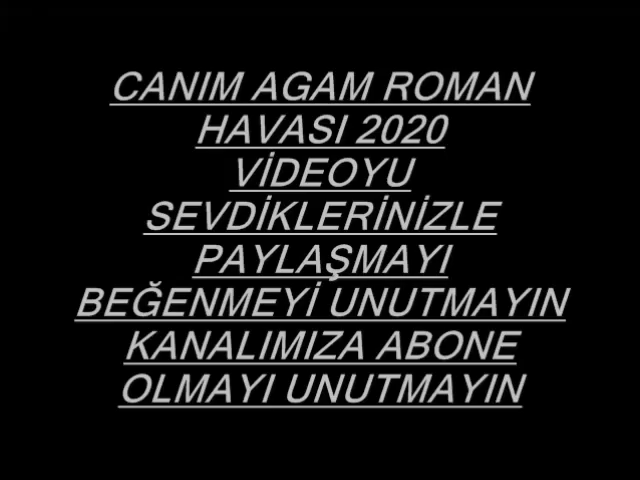 CANIM AGAM ROMAN
HAVASI 2020
VİDEOYU
SEVDİKLERİNİZLE
PAYLAŞMAYI
BEĞENMEYİ UNUTMAYIN
KANALIMIZA ABONE
OLMAYI UNUTMAYIN